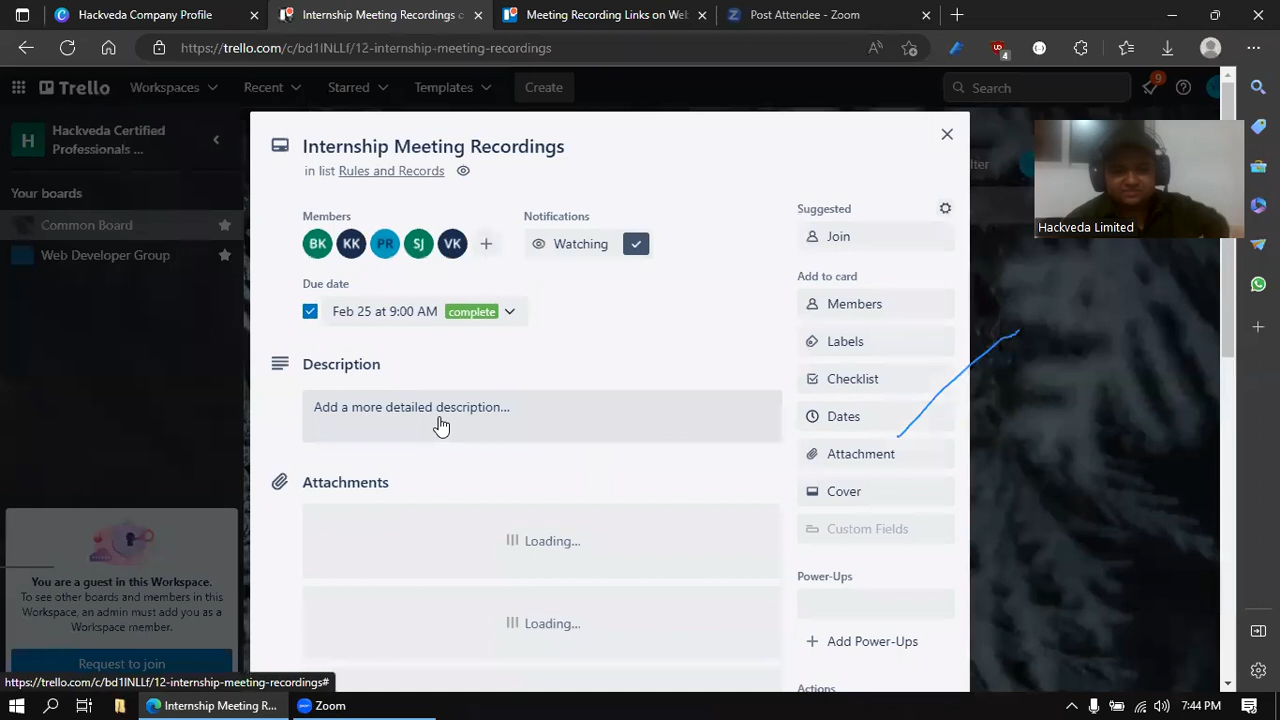 Hackveda Company Profile
Internship Meeting Recordings c
Meeting Recording Links on Web
Post Attendee - Zoom
https://trello.com/c/bd1lNLLf/12-internship-meeting-recordings
4
Trello
Workspaces
Recent
Starred
Templates
Create
Search
9
H
Hackveda Certified
Professionals ...
Your boards
Common Board
Web Developer Group
You are a guest in this Workspace.
To see other boards and members in this
Workspace, an admin must add you as a
Workspace member.
Request to join
https://trello.com/c/bd1lNLLf/12-internship-meeting-recordings#
Internship Meeting Recordings
in list Rules and Records
Members
BK
KK
PR
SJ
VK
Notifications
Watching
Due date
Feb 25 at 9:00 AM complete
Description
Add a more detailed description...
Attachments
Loading...
Loading...
Suggested
Join
Add to card
Members
Labels
Checklist
Dates
Attachment
Cover
Custom Fields
Power-Ups
Add Power-Ups
Actions
Hackveda Limited
Internship Meeting R...
Zoom
7:44 PM